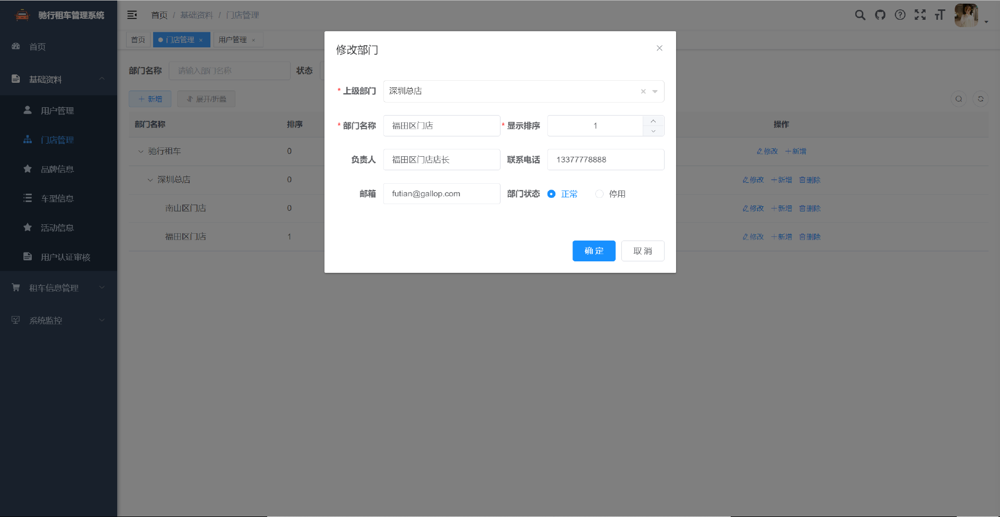 驰行租车管理系统
首页 / 基础资料 / 门店管理
首页
门店管理 ×
用户管理 ×
首页
基础资料
用户管理
门店管理
品牌信息
车型信息
活动信息
用户认证审核
租车信息管理
系统监控
部门名称 请输入部门名称 状态
+ 新增 展开/折叠
部门名称 排序 操作
驰行租车 0 修改 +新增
深圳总店 0 修改 +新增 删除
南山区门店 0 修改 +新增 删除
福田区门店 1 修改 +新增 删除
修改部门
* 上级部门 深圳总店
* 部门名称 福田区门店 * 显示排序 1
负责人 福田区门店店长 联系电话 13377778888
邮箱 futian@gallop.com 部门状态 正常 停用
确 定 取 消